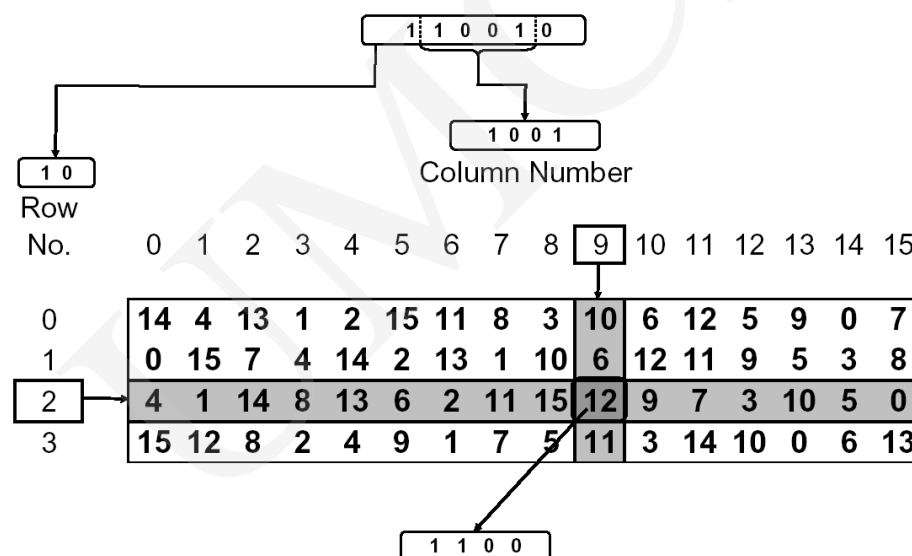 1 1 0 0 1 0
1 0 0 1
1 0
Column Number
Row
No. 0 1 2 3 4 5 6 7 8 9 10 11 12 13 14 15
0 14 4 13 1 2 15 11 8 3 10 6 12 5 9 0 7
1 0 15 7 4 14 2 13 1 10 6 12 11 9 5 3 8
2 4 1 14 8 13 6 2 11 15 12 9 7 3 10 5 0
3 15 12 8 2 4 9 1 7 5 11 3 14 10 0 6 13
1 1 0 0